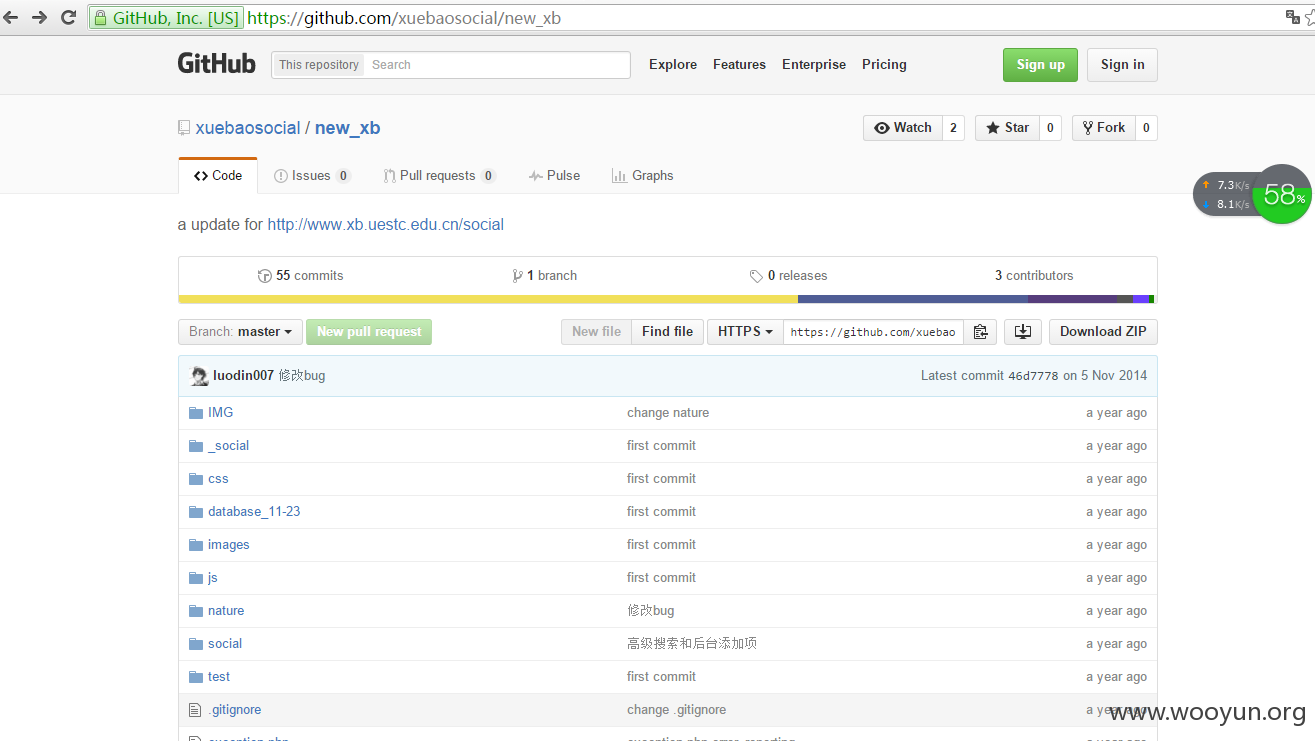 GitHub, Inc. [US] https://github.com/xuebaosocial/new_xb
GitHub This repository Search Explore Features Enterprise Pricing Sign up Sign in
xuebaosocial / new_xb Watch 2 Star 0 Fork 0
Code Issues 0 Pull requests 0 Pulse Graphs
7.3K/s
8.1K/s
58%
a update for http://www.xb.uestc.edu.cn/social
55 commits 1 branch 0 releases 3 contributors
Branch: master New pull request New file Find file HTTPS https://github.com/xuebao Download ZIP
luodin007 修改bug Latest commit 46d7778 on 5 Nov 2014
IMG change nature a year ago
_social first commit a year ago
css first commit a year ago
database_11-23 first commit a year ago
images first commit a year ago
js first commit a year ago
nature 修改bug a year ago
social 高级搜索和后台添加项 a year ago
test first commit a year ago
.gitignore change .gitignore a year ago
www.wooyun.org